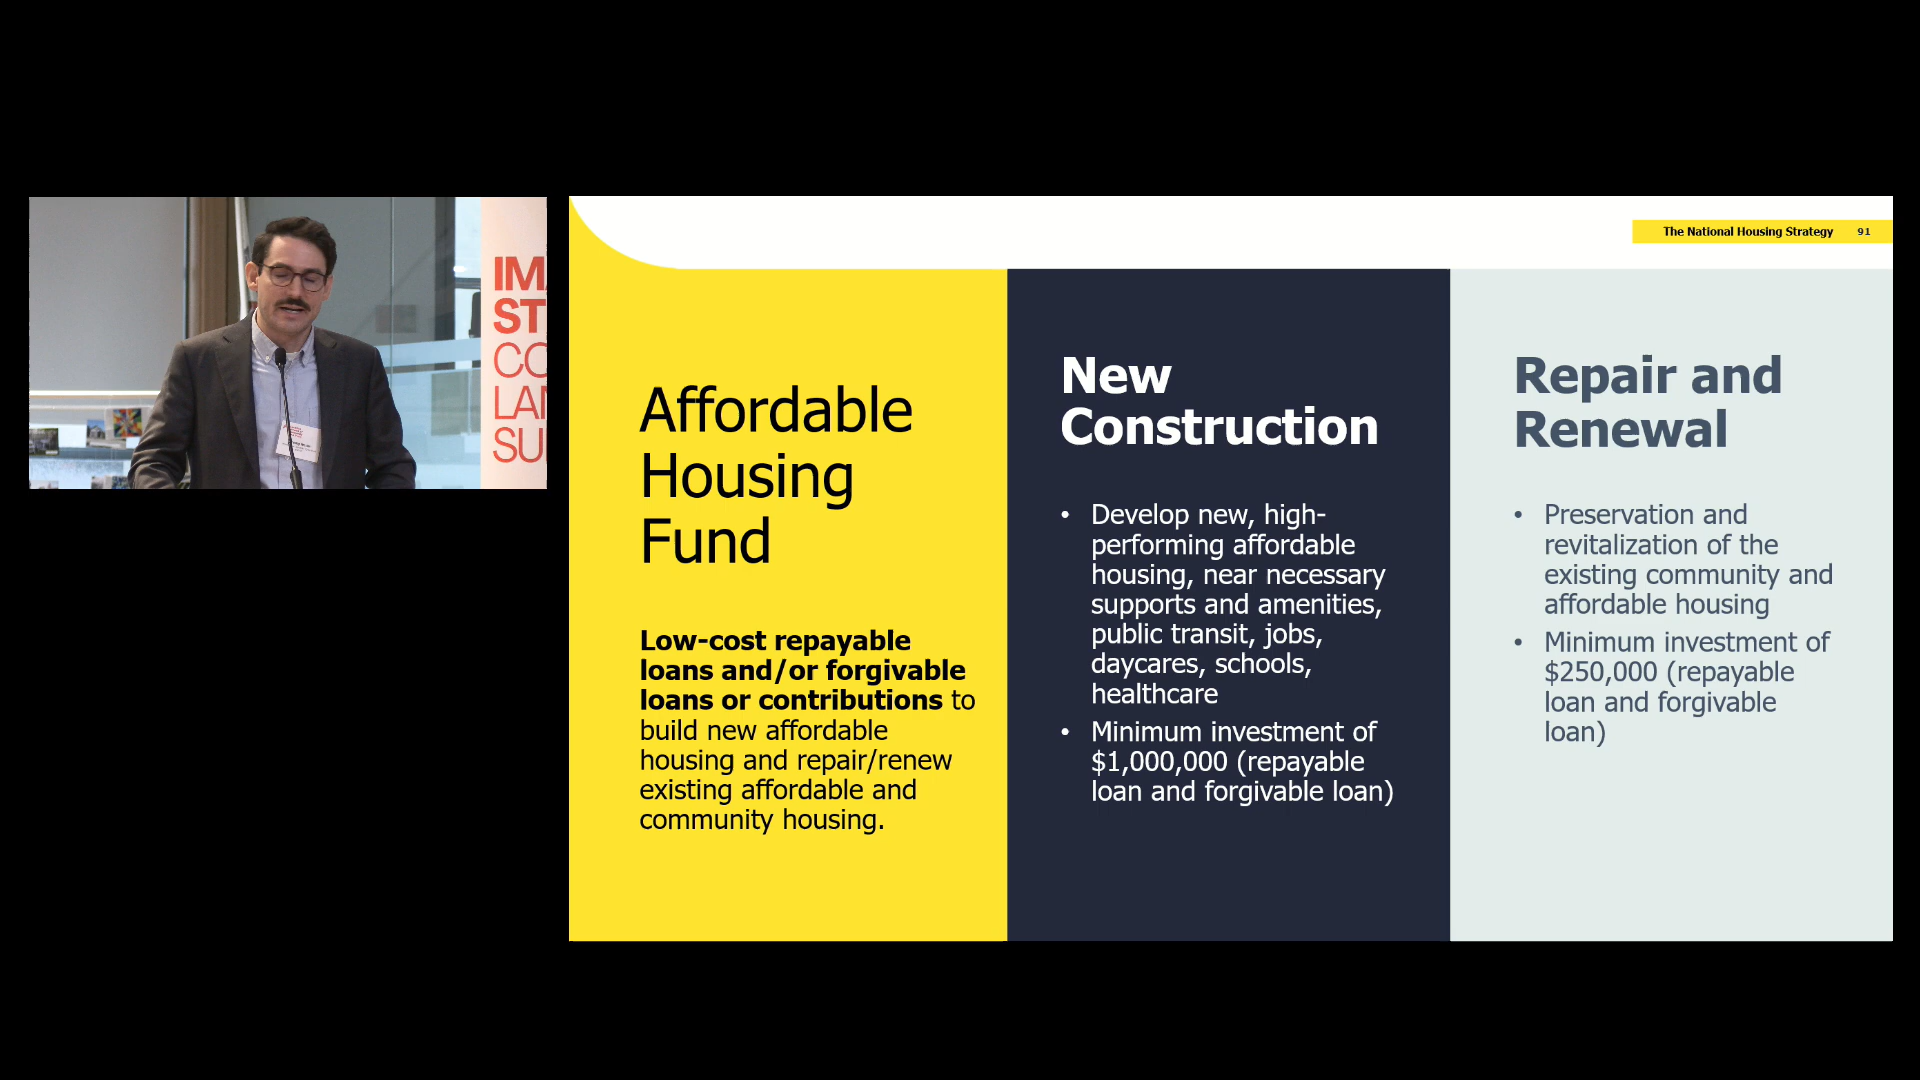 IM
ST
CO
LAN
SU
The National Housing Strategy 91
Affordable
Housing
Fund
Low-cost repayable
loans and/or forgivable
loans or contributions to
build new affordable
housing and repair/renew
existing affordable and
community housing.
New
Construction
• Develop new, high-
performing affordable
housing, near necessary
supports and amenities,
public transit, jobs,
daycares, schools,
healthcare
• Minimum investment of
$1,000,000 (repayable
loan and forgivable loan)
Repair and
Renewal
• Preservation and
revitalization of the
existing community and
affordable housing
• Minimum investment of
$250,000 (repayable
loan and forgivable
loan)